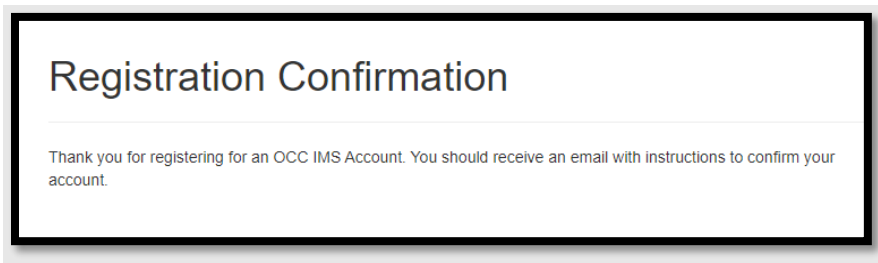 Registration Confirmation
Thank you for registering for an OCC IMS Account. You should receive an email with instructions to confirm your
account.